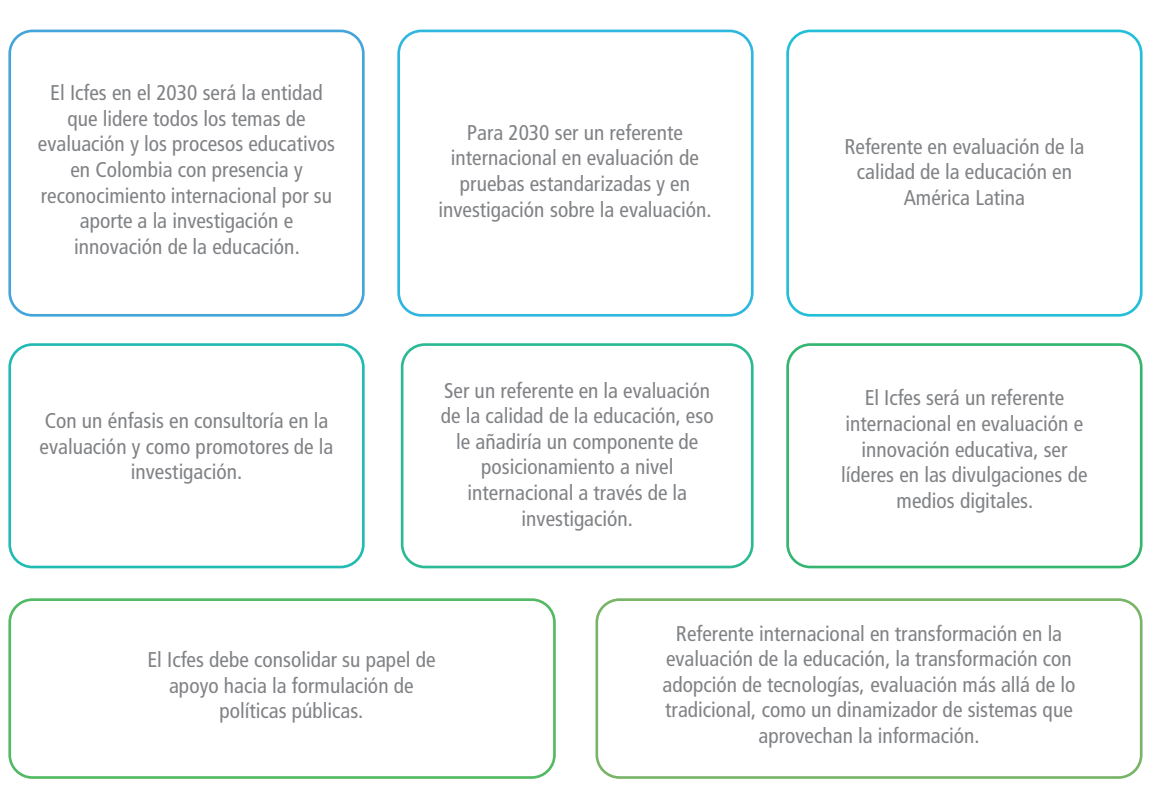 El Icfes en el 2030 será la entidad
que lidere todos los temas de
evaluación y los procesos educativos
en Colombia con presencia y
reconocimiento internacional por su
aporte a la investigación e
innovación de la educación.
Para 2030 ser un referente
internacional en evaluación de
pruebas estandarizadas y en
investigación sobre la evaluación.
Referente en evaluación de la
calidad de la educación en
América Latina
Con un énfasis en consultoría en la
evaluación y como promotores de la
investigación.
Ser un referente en la evaluación
de la calidad de la educación, eso
le añadiría un componente de
posicionamiento a nivel
internacional a través de la
investigación.
El Icfes será un referente
internacional en evaluación e
innovación educativa, ser
líderes en las divulgaciones de
medios digitales.
El Icfes debe consolidar su papel de
apoyo hacia la formulación de
políticas públicas.
Referente internacional en transformación en la
evaluación de la educación, la transformación con
adopción de tecnologías, evaluación más allá de lo
tradicional, como un dinamizador de sistemas que
aprovechan la información.